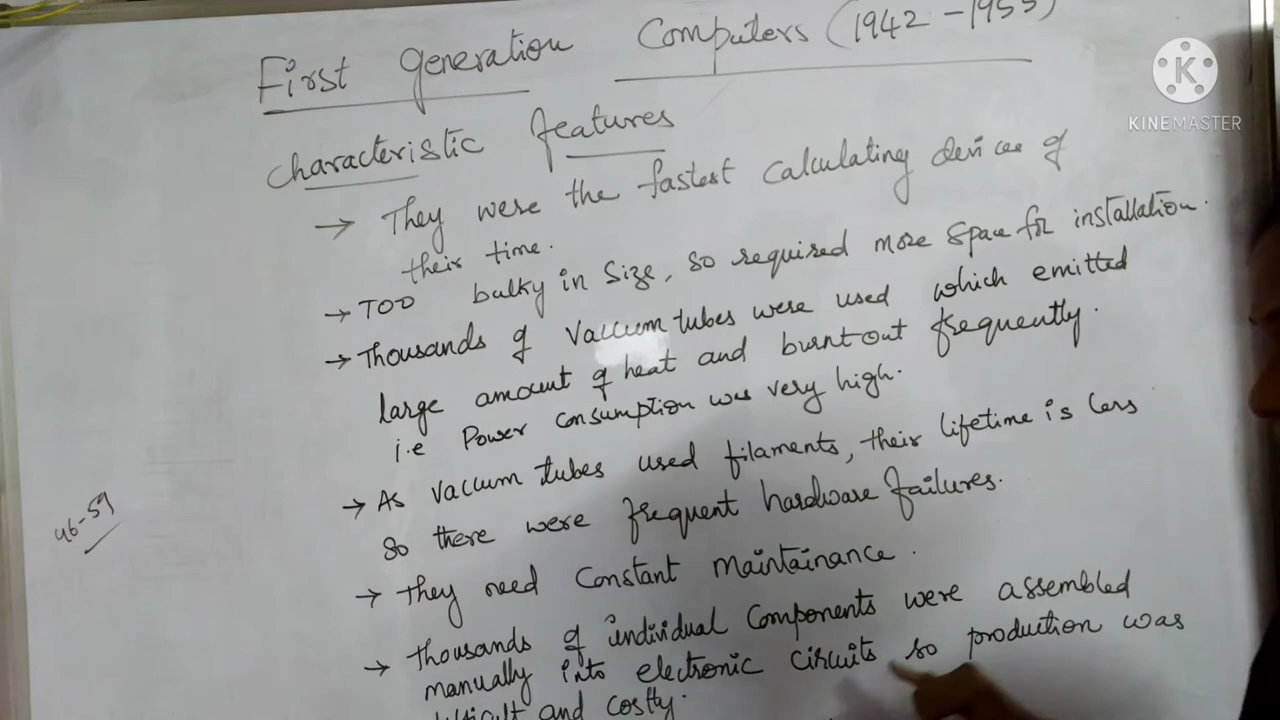 First generation Computers (1942-1955)
characteristic features
→ They were the fastest calculating devices of
their time.
→ TOO bulky in Size, so required more space for installation.
→ Thousands of Vaccum tubes were used which emitted
large amount of heat and burnt out frequently.
i.e Power consumption was very high.
→ As vaccum tubes used filaments, their lifetime is less
so there were frequent hardware failures.
→ They need Constant Maintainance.
→ thousands of individual Components were assembled
manually into electronic circuits so production was
difficult and costly.
46-59
K
KINEMASTER